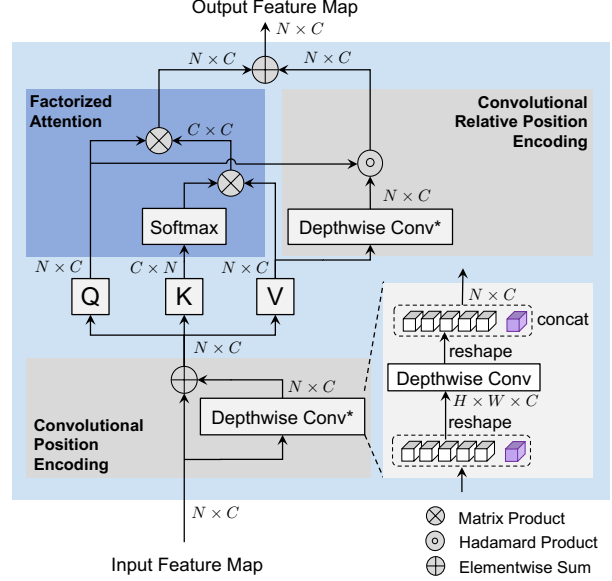 Output Feature Map
N × C
N × C
N × C
Factorized
Attention
C × C
Convolutional
Relative Position
Encoding
N × C
Softmax
Depthwise Conv*
N × C
C × N
N × C
Q
K
V
N × C
N × C
concat
reshape
Depthwise Conv
H × W × C
reshape
N × C
Depthwise Conv*
Convolutional
Position
Encoding
N × C
Input Feature Map
Matrix Product
Hadamard Product
Elementwise Sum